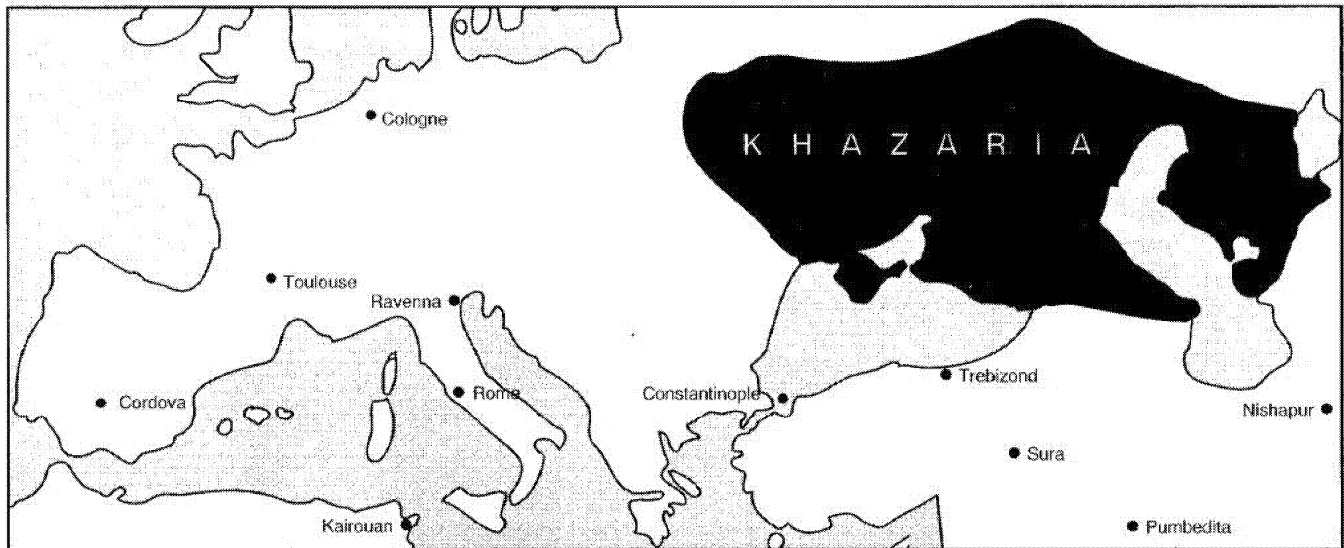 Cologne
K H A Z A R I A
Toulouse
Ravenna
Cordova
Rome
Constantinople
Trebizond
Nishapur
Sura
Kairouan
Pumbedita